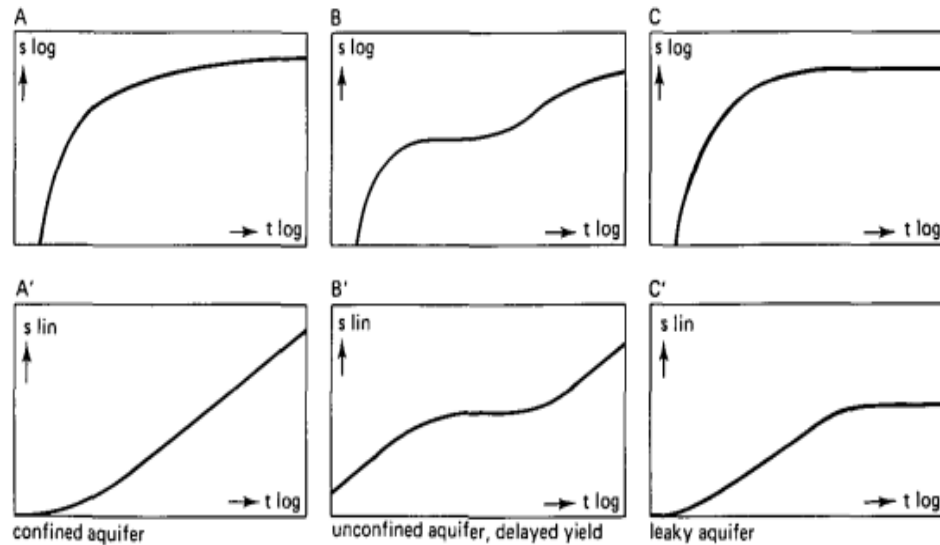 A
B
C
s log
s log
s log
t log
t log
t log
A'
B'
C'
s lin
s lin
s lin
t log
t log
t log
confined aquifer
unconfined aquifer, delayed yield
leaky aquifer